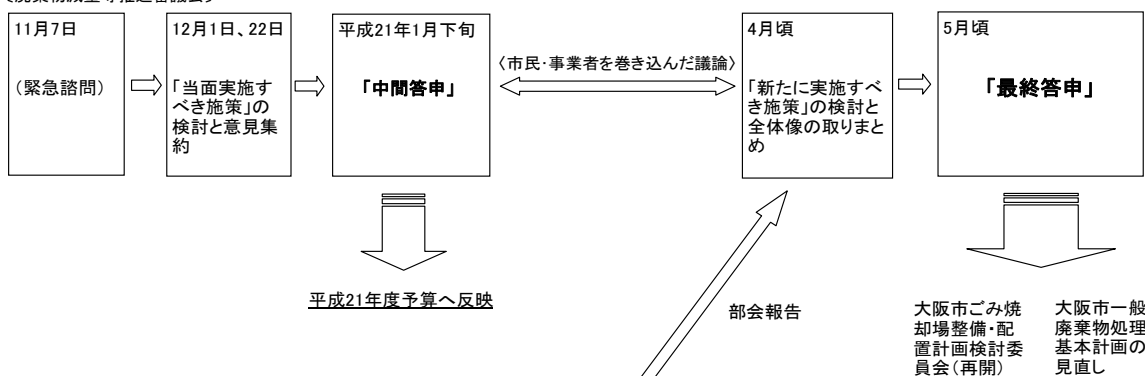 11月7日
(緊急諮問)
12月1日、22日
「当面実施す
べき施策」の
検討と意見集
約
平成21年1月下旬
「中間答申」
〈市民・事業者を巻き込んだ議論〉
4月頃
「新たに実施すべ
き施策」の検討と
全体像の取りまと
め
5月頃
「最終答申」
平成21年度予算へ反映
部会報告
大阪市ごみ焼
却場整備・配
置計画検討委
員会(再開)
大阪市一般
廃棄物処理
基本計画の
見直し